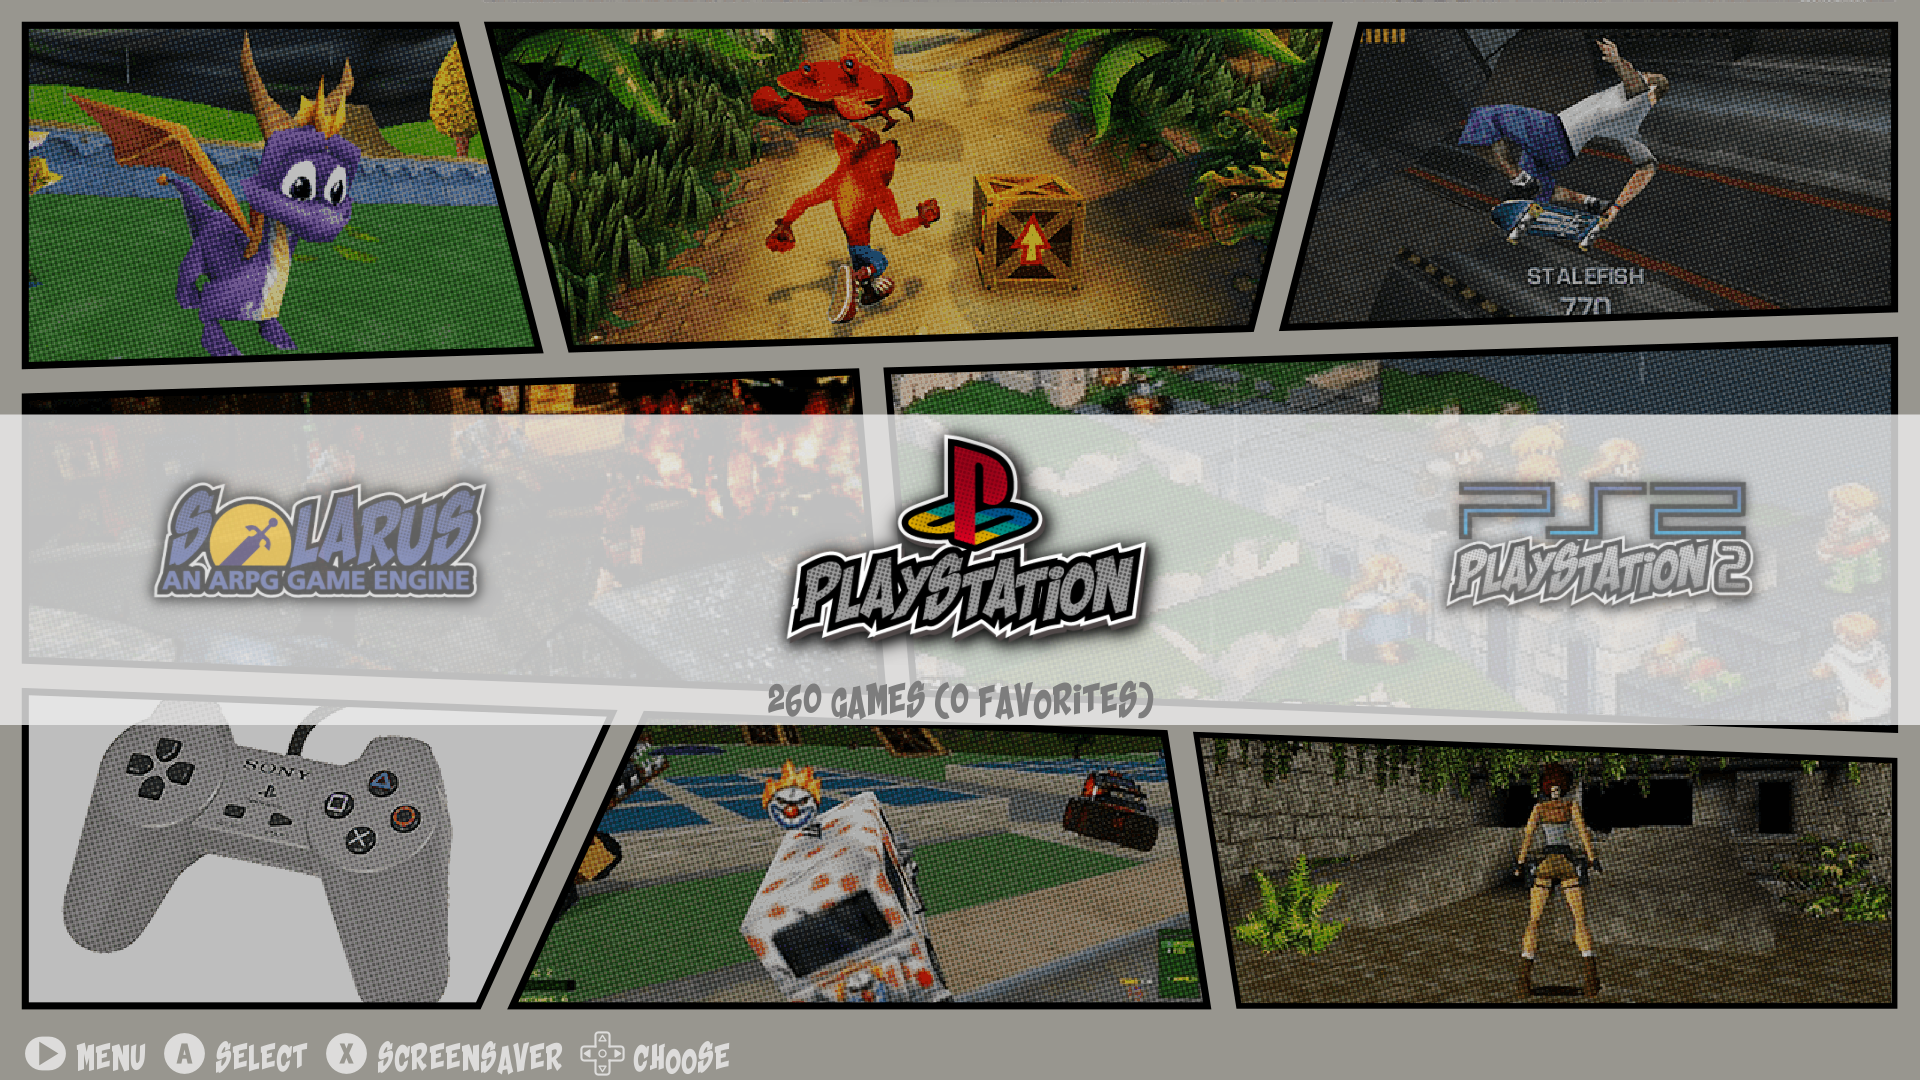 STALEFISH
770
SOLARUS
AN ARPG GAME ENGINE
PLAYSTATION
PS2
PLAYSTATION 2
260 GAMES (0 FAVORITES)
SONY
MENU A SELECT X SCREENSAVER CHOOSE